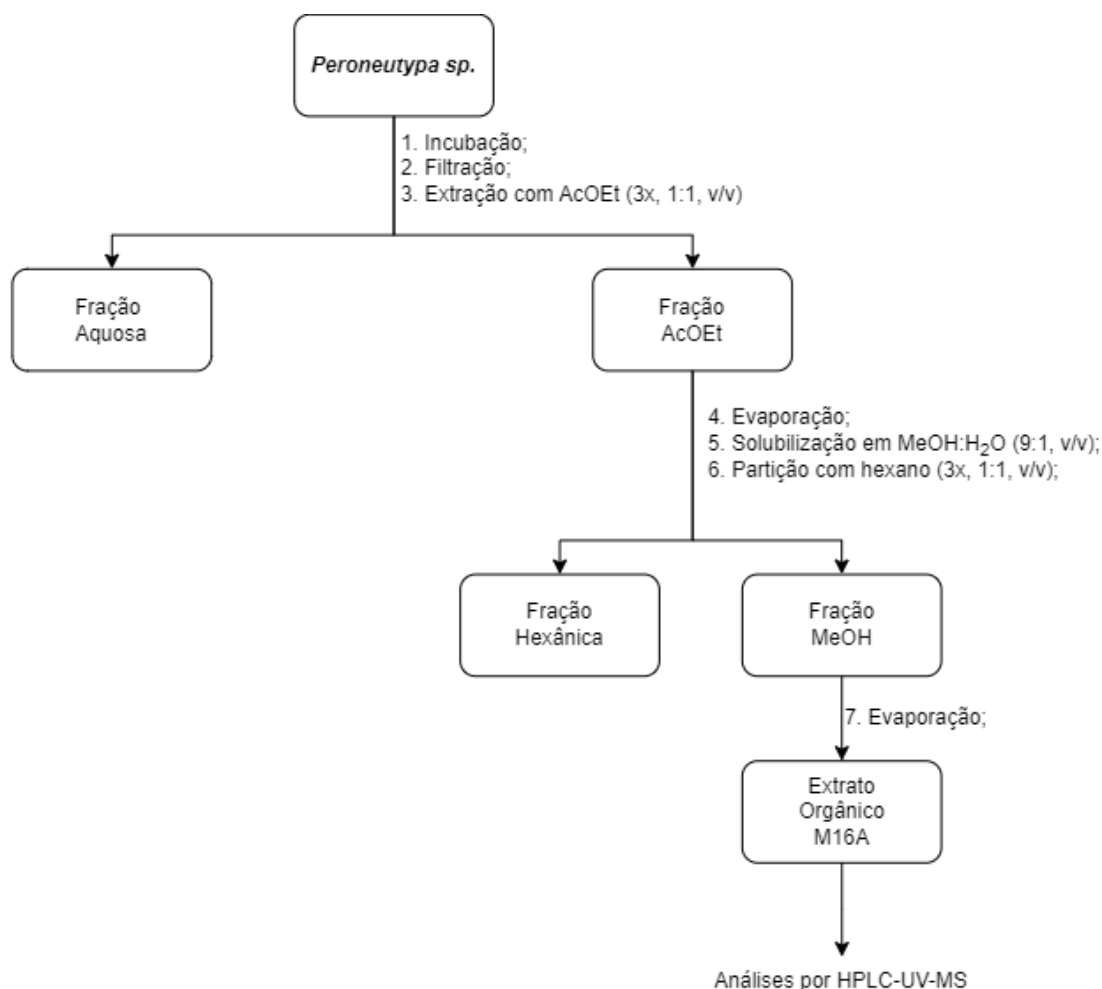 Peroneutypa sp.
1. Incubação;
2. Filtração;
3. Extração com AcOEt (3x, 1:1, v/v)
Fração
Aquosa
Fração
AcOEt
4. Evaporação;
5. Solubilização em MeOH:H₂O (9:1, v/v);
6. Partição com hexano (3x, 1:1, v/v);
Fração
Hexânica
Fração
MeOH
7. Evaporação;
Extrato
Orgânico
M16A
Análises por HPLC-UV-MS